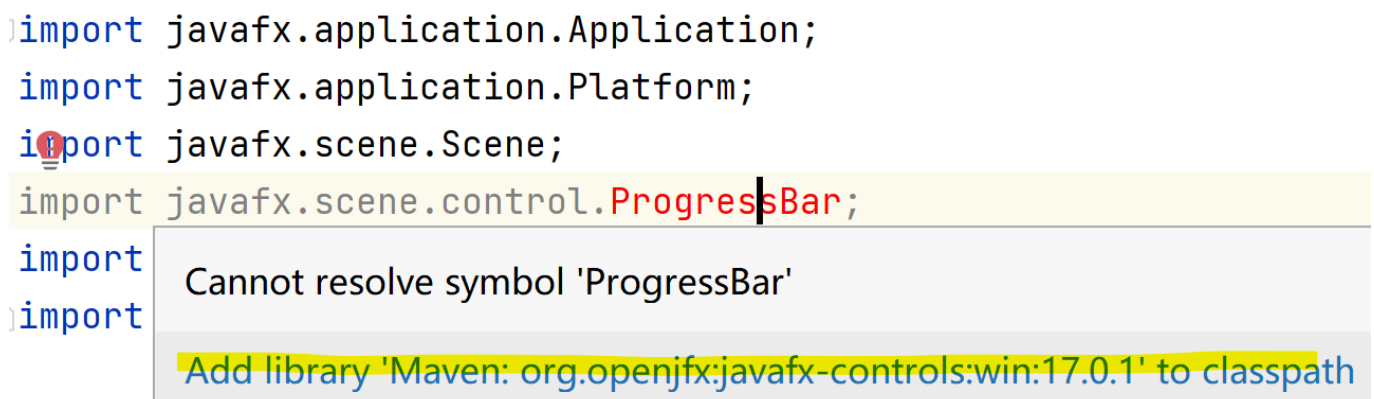 import javafx.application.Application;
import javafx.application.Platform;
import javafx.scene.Scene;
import javafx.scene.control.ProgressBar;
import
Cannot resolve symbol 'ProgressBar'
import
Add library 'Maven: org.openjfx:javafx-controls:win:17.0.1' to classpath